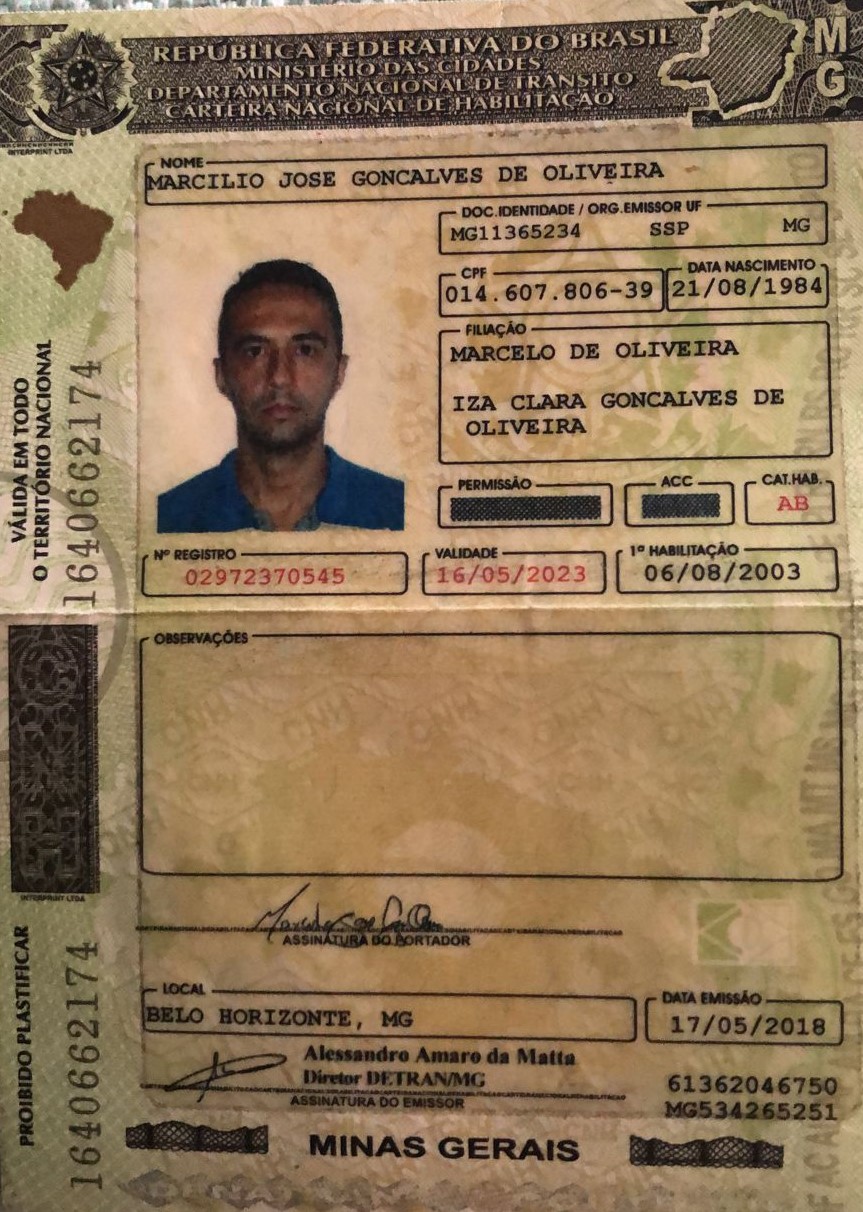 REPÚBLICA FEDERATIVA DO BRASIL
MINISTÉRIO DAS CIDADES
DEPARTAMENTO NACIONAL DE TRÂNSITO
CARTEIRA NACIONAL DE HABILITAÇÃO
MG
INTERPRINT LTDA
NOME
MARCILIO JOSE GONCALVES DE OLIVEIRA
DOC.IDENTIDADE / ORG.EMISSOR UF
MG11365234 SSP MG
CPF DATA NASCIMENTO
014.607.806-39 21/08/1984
FILIAÇÃO
MARCELO DE OLIVEIRA
IZA CLARA GONCALVES DE
OLIVEIRA
PERMISSÃO ACC CAT.HAB.
AB
Nº REGISTRO VALIDADE 1ª HABILITAÇÃO
02972370545 16/05/2023 06/08/2003
VÁLIDA EM TODO
O TERRITÓRIO NACIONAL
1640662174
OBSERVAÇÕES
INTERPRINT LTDA
ASSINATURA DO PORTADOR
PROIBIDO PLASTIFICAR
1640662174
LOCAL DATA EMISSÃO
BELO HORIZONTE, MG 17/05/2018
Alessandro Amaro da Matta
Diretor DETRAN/MG
ASSINATURA DO EMISSOR
61362046750
MG534265251
MINAS GERAIS